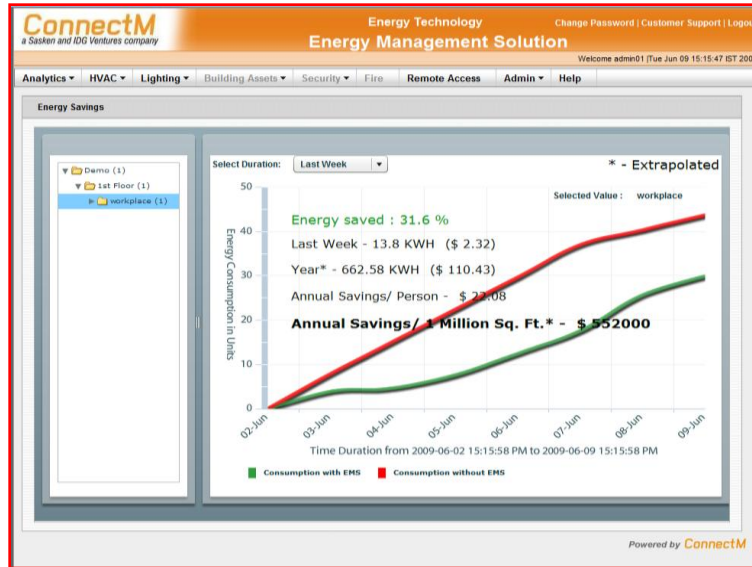 ConnectM
a Sasken and IDG Ventures company
Energy Technology
Energy Management Solution
Change Password | Customer Support | Logou
Welcome admin01 |Tue Jun 09 15:15:47 IST 200
Analytics HVAC Lighting Building Assets Security Fire Remote Access Admin Help
Energy Savings
Demo (1)
1st Floor (1)
workplace (1)
Select Duration: Last Week
* - Extrapolated
Selected Value : workplace
Energy saved : 31.6 %
Last Week - 13.8 KWH ($ 2.32)
Year* - 662.58 KWH ($ 110.43)
Annual Savings/ Person - $ 22.08
Annual Savings/ 1 Million Sq. Ft.* - $ 552000
Energy Consumption in Units
50
40
30
20
10
0
02-Jun 03-Jun 04-Jun 05-Jun 06-Jun 07-Jun 08-Jun 09-Jun
Time Duration from 2009-06-02 15:15:58 PM to 2009-06-09 15:15:58 PM
Consumption with EMS Consumption without EMS
Powered by ConnectM